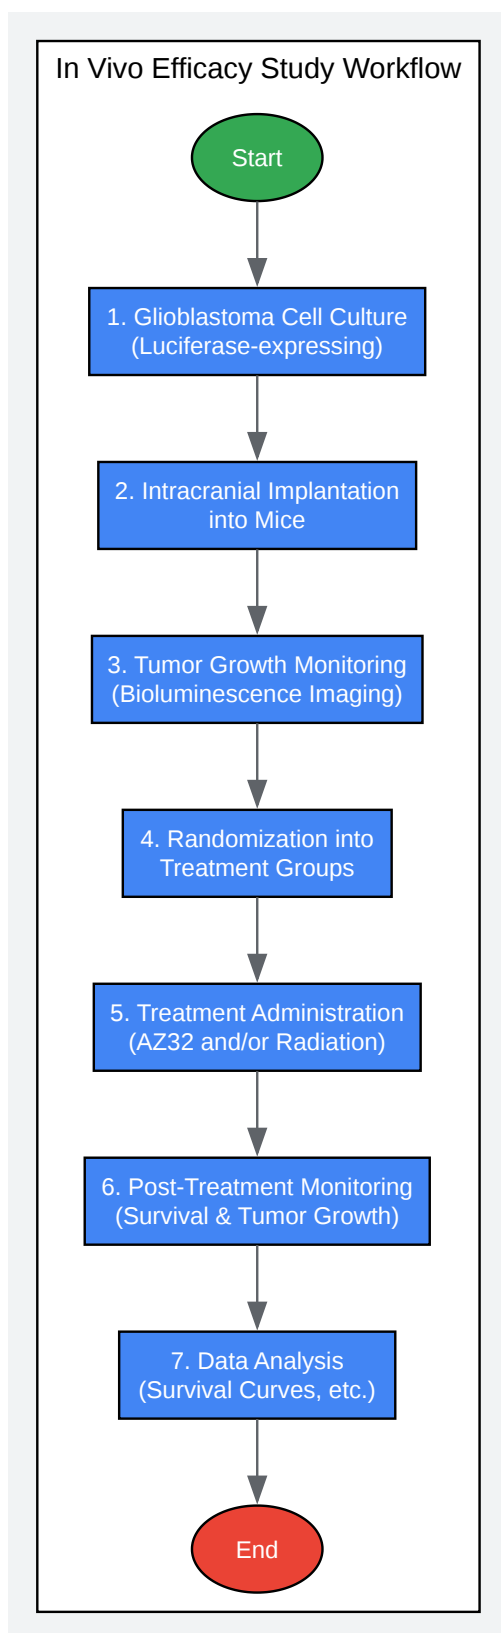 In Vivo Efficacy Study Workflow
Start
1. Glioblastoma Cell Culture
(Luciferase-expressing)
2. Intracranial Implantation
into Mice
3. Tumor Growth Monitoring
(Bioluminescence Imaging)
4. Randomization into
Treatment Groups
5. Treatment Administration
(AZ32 and/or Radiation)
6. Post-Treatment Monitoring
(Survival & Tumor Growth)
7. Data Analysis
(Survival Curves, etc.)
End